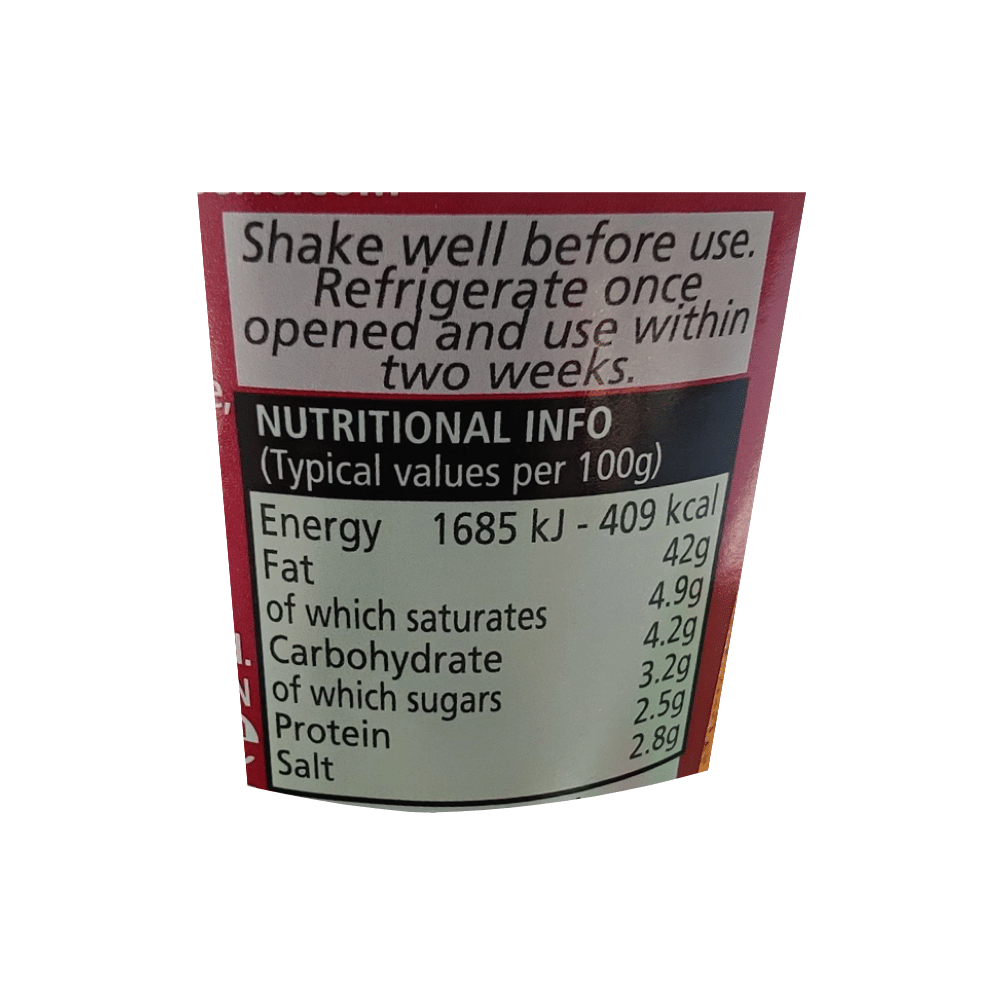 Shake well before use.
Refrigerate once
opened and use within
two weeks.
NUTRITIONAL INFO
(Typical values per 100g)
Energy 1685 kJ - 409 kcal
Fat 42g
of which saturates 4.9g
Carbohydrate 4.2g
of which sugars 3.2g
Protein 2.5g
Salt 2.8g